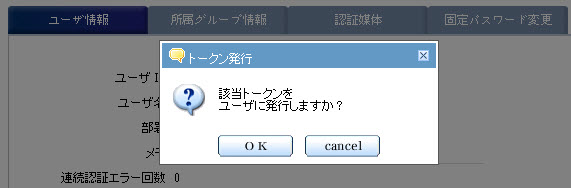 ユーザ情報
所属グループ情報
認証媒体
固定パスワード変更
トークン発行
ユーザI
ユーザ名
部署
該当トークンを
ユーザに発行しますか？
OK
cancel
連続認証エラー回数 0